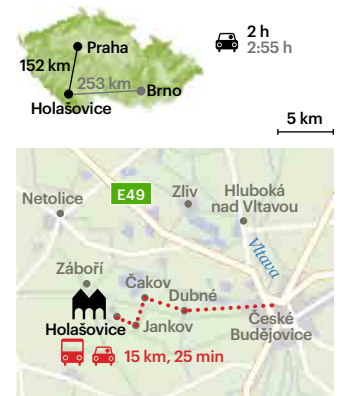 Praha
2 h
2:55 h
152 km
253 km
Brno
Holašovice
5 km
E49
Netolice
Zliv
Hluboká
nad Vltavou
Vltava
Záboří
Čakov
Dubné
Holašovice
Jankov
České
Budějovice
15 km, 25 min